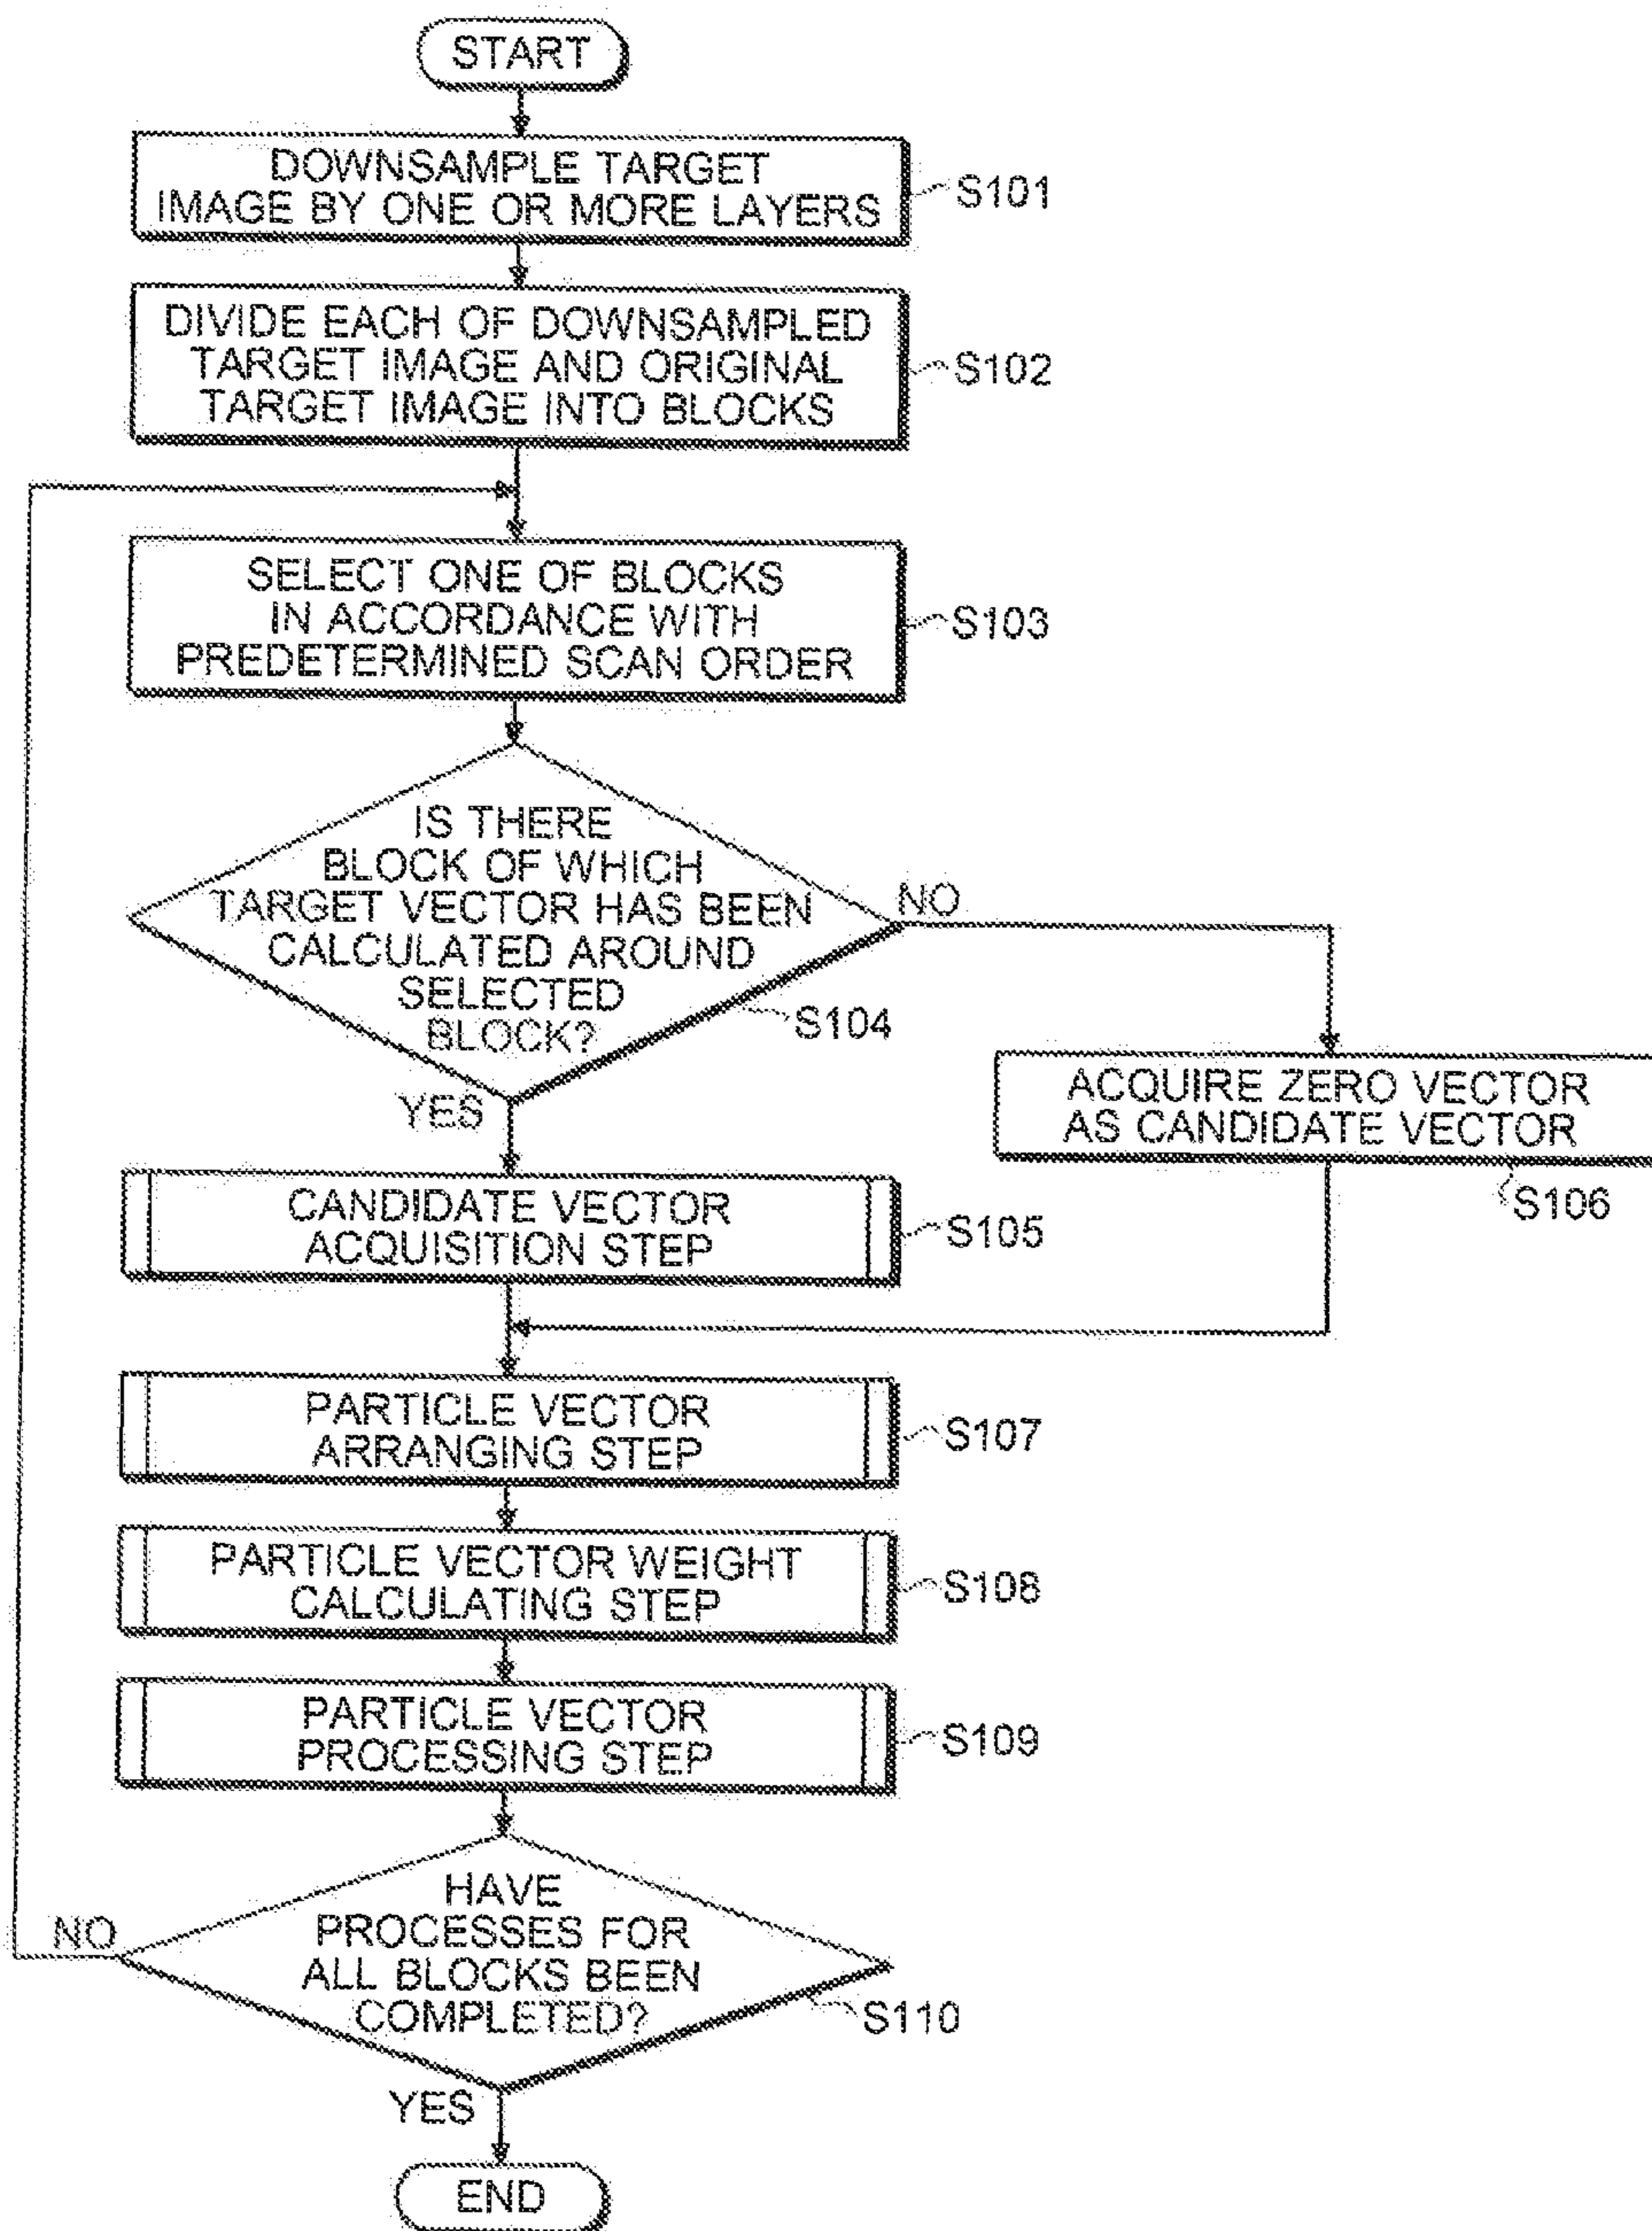 START
DOWNSAMPLE TARGET
IMAGE BY ONE OR MORE LAYERS
S101
DIVIDE EACH OF DOWNSAMPLED
TARGET IMAGE AND ORIGINAL
TARGET IMAGE INTO BLOCKS
S102
SELECT ONE OF BLOCKS
IN ACCORDANCE WITH
PREDETERMINED SCAN ORDER
S103
IS THERE
BLOCK OF WHICH
TARGET VECTOR HAS BEEN
CALCULATED AROUND
SELECTED
BLOCK?
S104
NO
YES
ACQUIRE ZERO VECTOR
AS CANDIDATE VECTOR
S106
CANDIDATE VECTOR
ACQUISITION STEP
S105
PARTICLE VECTOR
ARRANGING STEP
S107
PARTICLE VECTOR WEIGHT
CALCULATING STEP
S108
PARTICLE VECTOR
PROCESSING STEP
S109
HAVE
PROCESSES FOR
ALL BLOCKS BEEN
COMPLETED?
S110
NO
YES
END